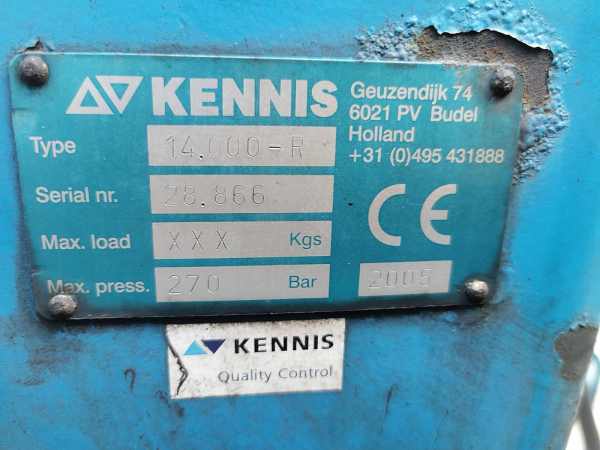 KENNIS
Geuzendijk 74
6021 PV Budel
Holland
+31 (0)495 431888
Type 14.000-R
Serial nr. 28.866
Max. load XXX Kgs
Max. press. 270 Bar
CE
2005
KENNIS
Quality Control